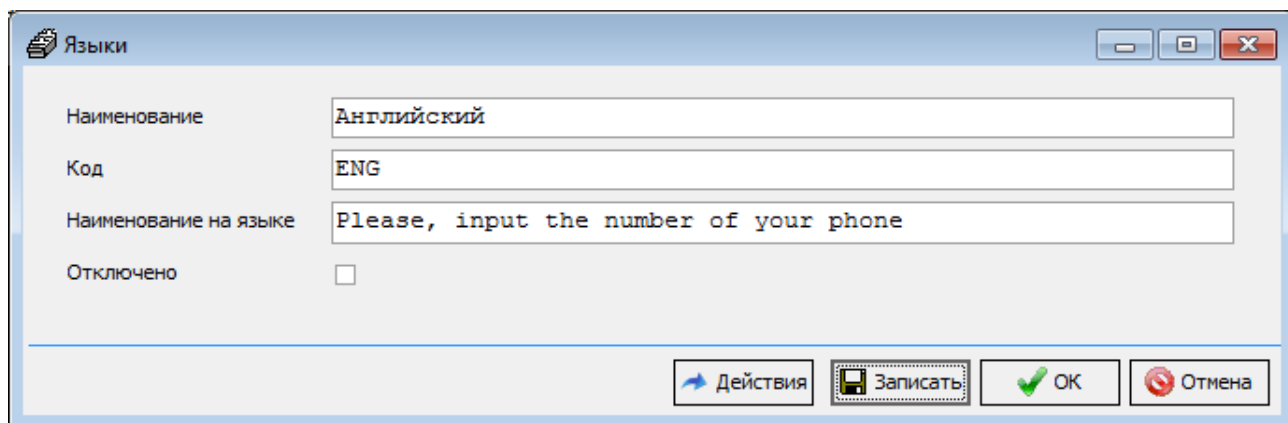 Языки
Наименование Английский
Код ENG
Наименование на языке Please, input the number of your phone
Отключено
Действия Записать OK Отмена